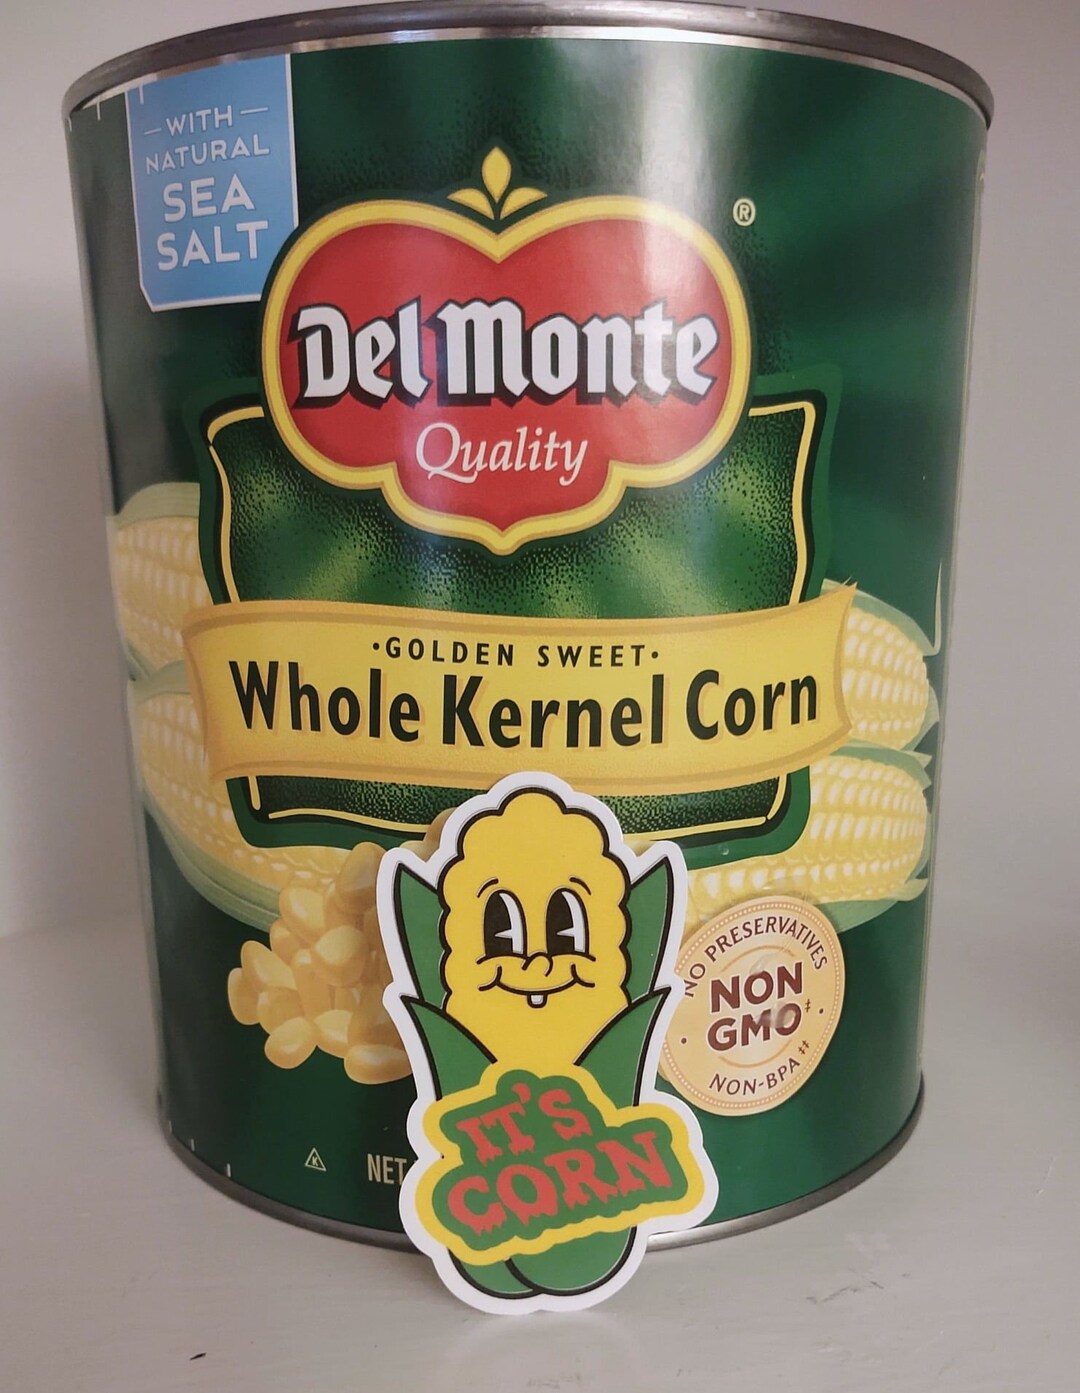 — WITH —
NATURAL
SEA
SALT
®
Del Monte
Quality
•GOLDEN SWEET•
Whole Kernel Corn
NO PRESERVATIVES
NON
GMO‡
NON-BPA‡‡
K
NET
IT'S
CORN